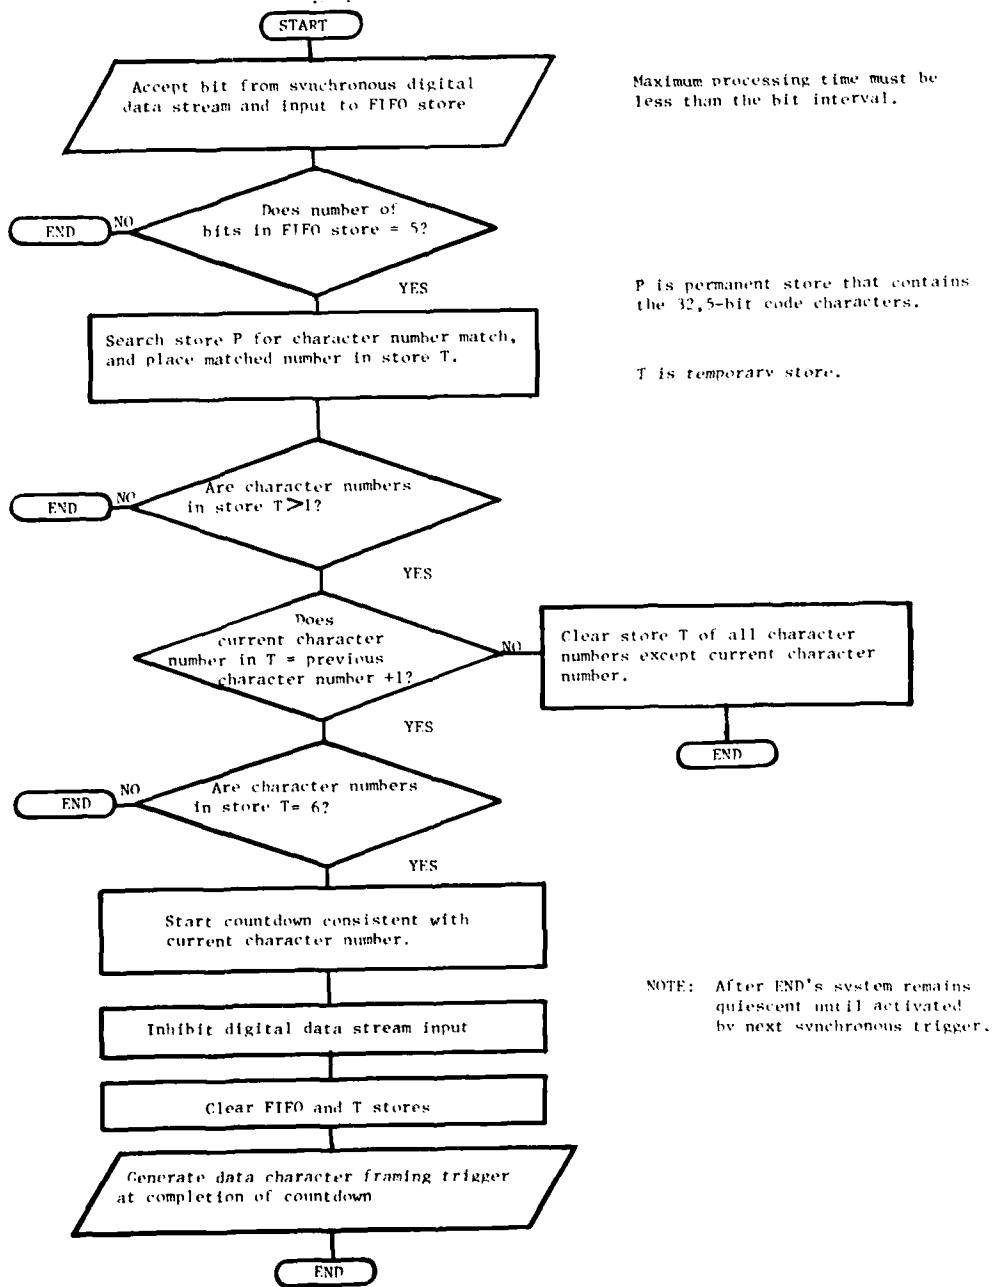 START
Accept bit from synchronous digital
data stream and input to FIFO store
Maximum processing time must be
less than the bit interval.
Does number of
bits in FIFO store = 5?
NO
END
YES
P is permanent store that contains
the 32,5-bit code characters.
Search store P for character number match,
and place matched number in store T.
T is temporary store.
Are character numbers
in store T>1?
NO
END
YES
Does
current character
number in T = previous
character number +1?
NO
Clear store T of all character
numbers except current character
number.
END
YES
Are character numbers
in store T= 6?
NO
END
YES
Start countdown consistent with
current character number.
NOTE: After END's system remains
quiescent until activated
by next synchronous trigger.
Inhibit digital data stream input
Clear FIFO and T stores
Generate data character framing trigger
at completion of countdown
END